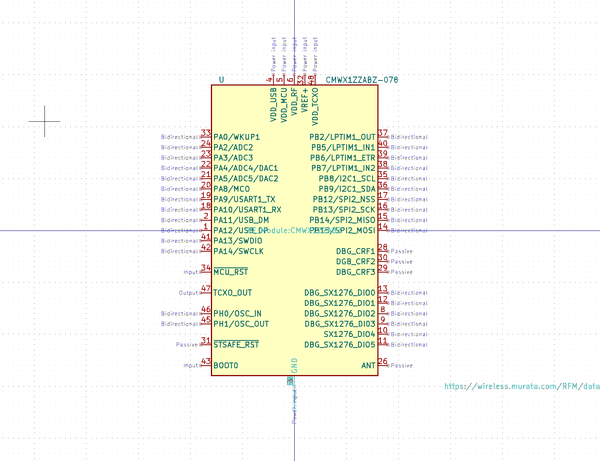 Power input Power input Power input Power input Power input
4 5 6 32 48
VDD_USB VDD_MCU VDD_RF VREF+ VDD_TCXO
U CMWX1ZZABZ-078
Bidirectional 33 PA0/WKUP1 PB2/LPTIM1_OUT 37 Bidirectional
Bidirectional 24 PA2/ADC2 PB5/LPTIM1_IN1 40 Bidirectional
Bidirectional 23 PA3/ADC3 PB6/LPTIM1_ETR 39 Bidirectional
Bidirectional 22 PA4/ADC4/DAC1 PB7/LPTIM1_IN2 38 Bidirectional
Bidirectional 21 PA5/ADC5/DAC2 PB8/I2C1_SCL 35 Bidirectional
Bidirectional 20 PA8/MCO PB9/I2C1_SDA 36 Bidirectional
Bidirectional 19 PA9/USART1_TX PB12/SPI2_NSS 17 Bidirectional
Bidirectional 18 PA10/USART1_RX PB13/SPI2_SCK 16 Bidirectional
Bidirectional 2 PA11/USB_DM PB14/SPI2_MISO 15 Bidirectional
Bidirectional 1 PA12/USB_DP PB15/SPI2_MOSI 14 Bidirectional
Bidirectional 41 PA13/SWDIO
Bidirectional 42 PA14/SWCLK DBG_CRF1 28 Passive
DGB_CRF2 30 Passive
Input 34 MCU_RST DBG_CRF3 29 Passive
Output 47 TCXO_OUT DBG_SX1276_DIO0 13 Bidirectional
DBG_SX1276_DIO1 12 Bidirectional
Bidirectional 46 PH0/OSC_IN DBG_SX1276_DIO2 8 Bidirectional
Bidirectional 45 PH1/OSC_OUT DBG_SX1276_DIO3 9 Bidirectional
SX1276_DIO4 10 Bidirectional
Passive 31 STSAFE_RST DBG_SX1276_DIO5 11 Bidirectional
Input 43 BOOT0 ANT 26 Passive
GND
Power input
https://wireless.murata.com/RFM/data